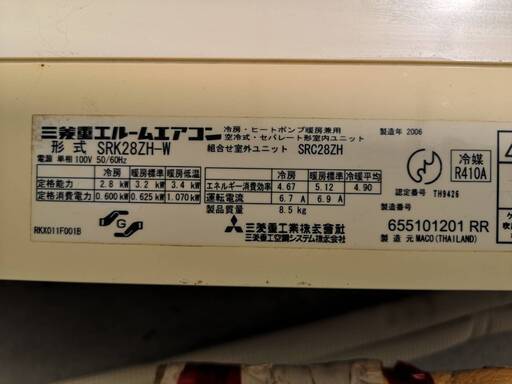 三菱重工ルームエアコン
冷房・ヒートポンプ暖房兼用
空冷式・セパレート形室内ユニット
製造年 2006
形式 SRK28ZH-W
組合せ室外ユニット SRC28ZH
電源 単相100V 50/60Hz
冷房 暖房標準 暖房低温
定格能力 2.8 kW 3.2 kW 3.4 kW
定格消費電力 0.600 kW 0.625 kW 1.070 kW
冷房 暖房標準 冷暖平均
エネルギー消費効率 4.67 5.12 4.90
運転電流 6.7 A 6.9 A
製品質量 8.5 kg
冷媒 R410A
認定番号 TH9426
RKX011F001B
G
三菱重工業株式会社
三菱重工空調システム株式会社
655101201 RR
製造元 MACO(THAILAND)